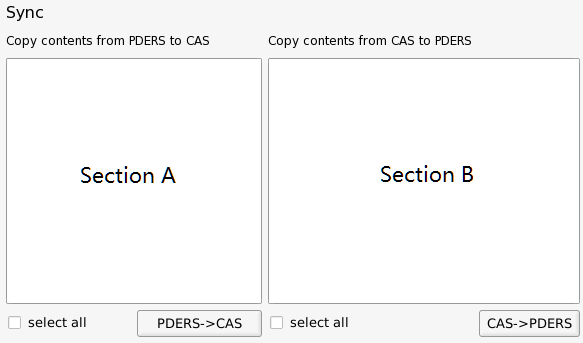 Sync
Copy contents from PDERS to CAS
Copy contents from CAS to PDERS
Section A
Section B
select all
PDERS->CAS
select all
CAS->PDERS